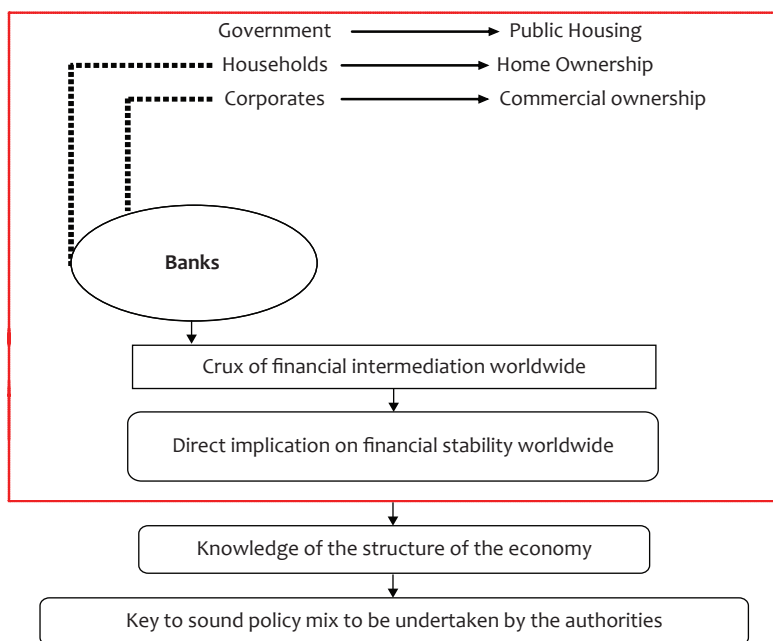 Government Public Housing
Households Home Ownership
Corporates Commercial ownership
Banks
Crux of financial intermediation worldwide
Direct implication on financial stability worldwide
Knowledge of the structure of the economy
Key to sound policy mix to be undertaken by the authorities